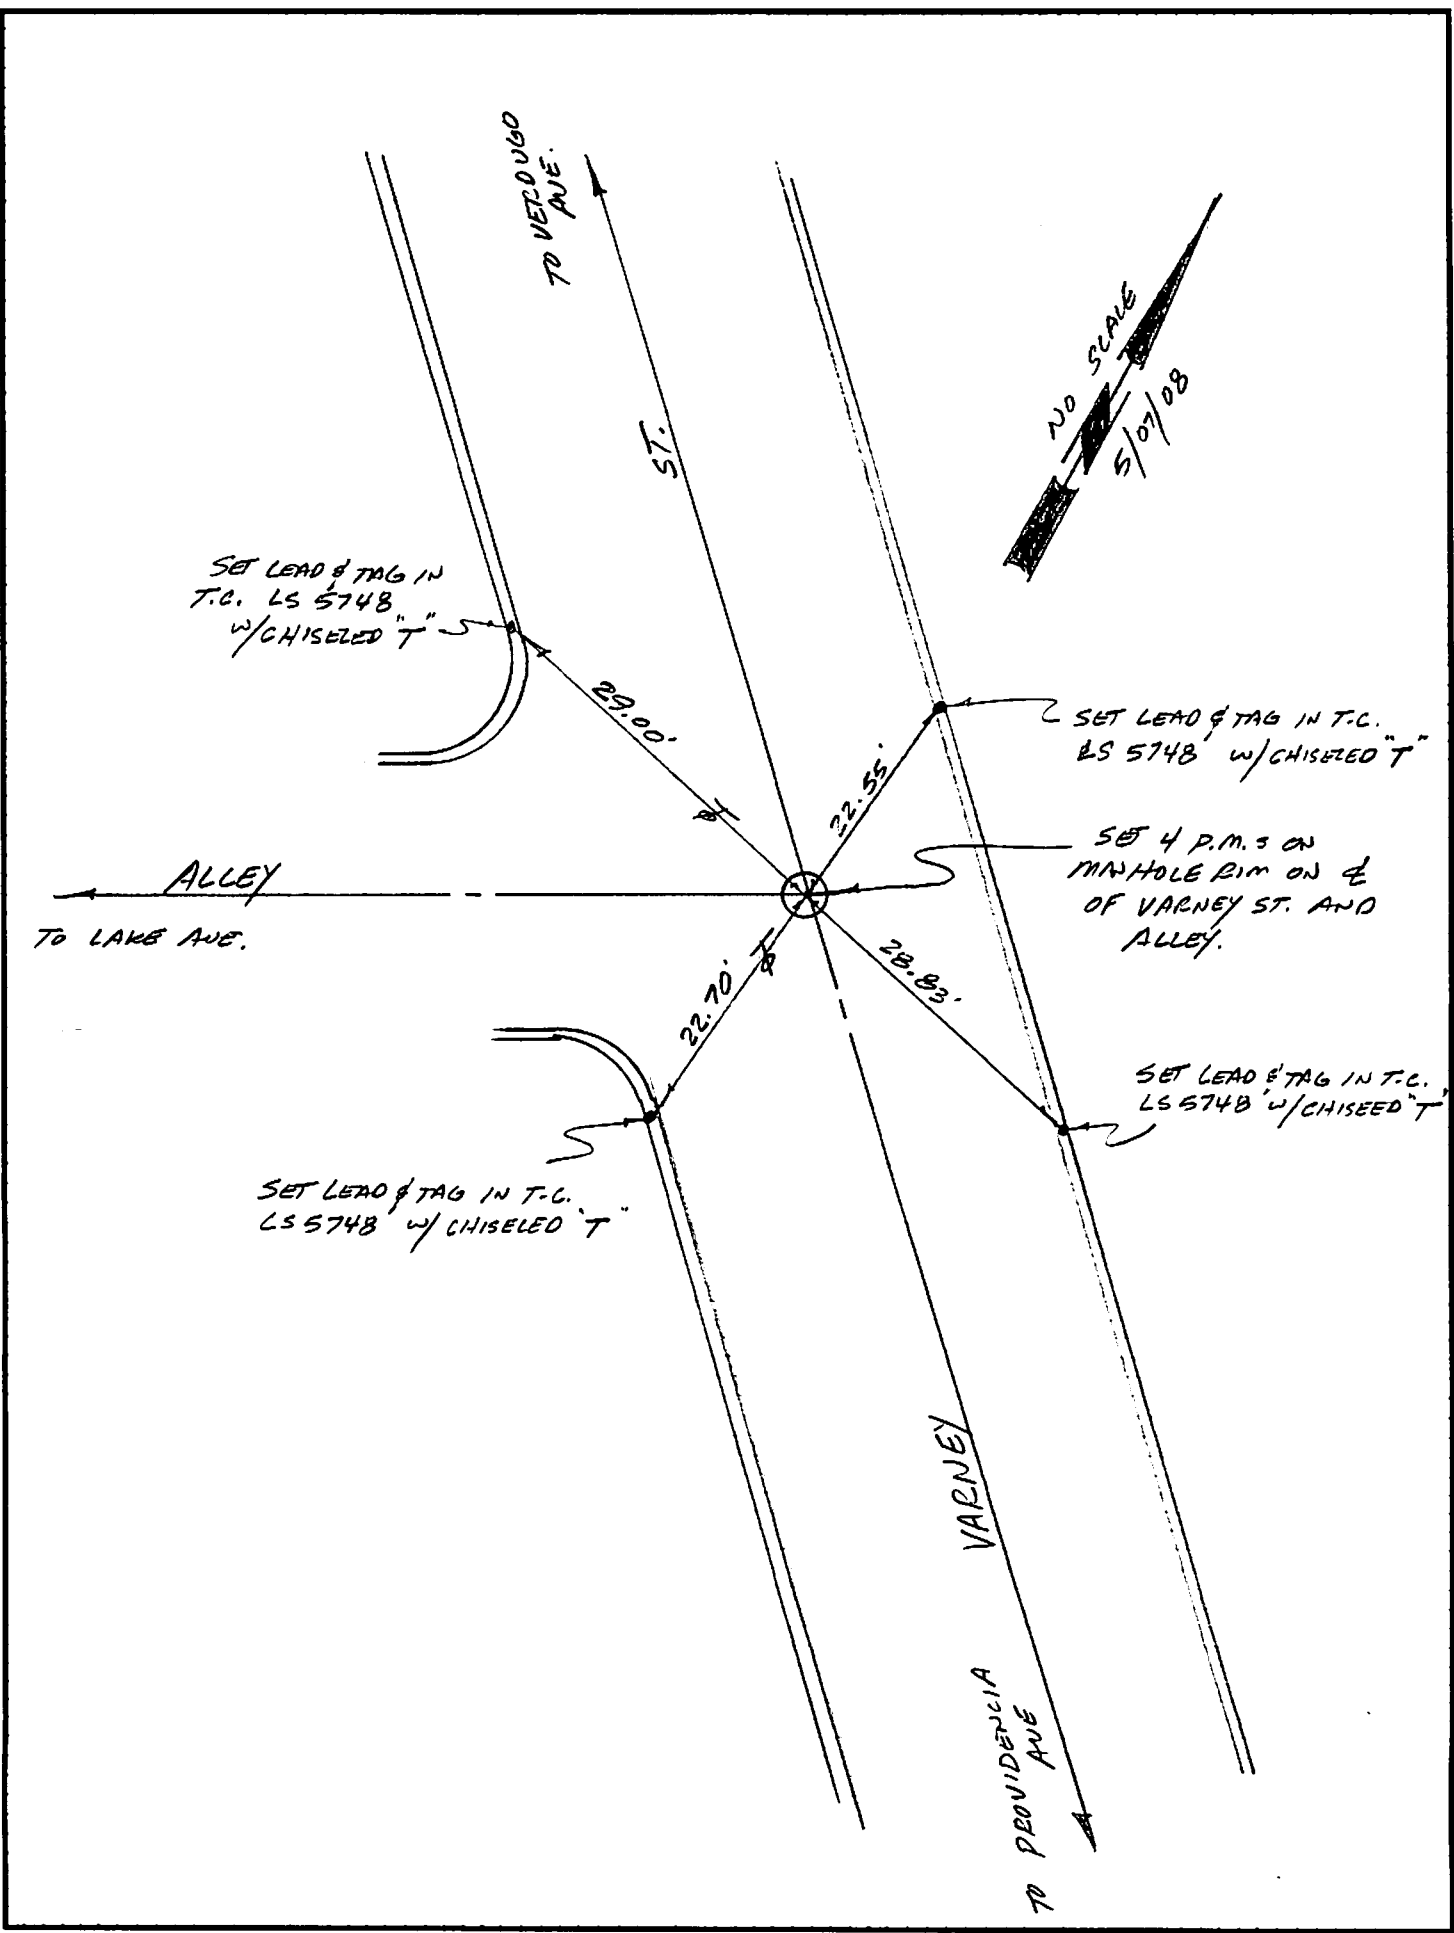 TO VERDUGO
AVE.
NO SCALE
5/07/08
ST.
SET LEAD & TAG IN
T.C. LS 5748
W/CHISELED "T"
29.00'
SET LEAD & TAG IN T.C.
LS 5748 W/CHISELED "T"
22.55'
SET 4 P.M.s ON
MANHOLE RIM ON ℄
OF VARNEY ST. AND
ALLEY.
ALLEY
TO LAKE AVE.
22.70'
28.83'
SET LEAD & TAG IN T.C.
LS 5748 W/CHISEED "T"
SET LEAD & TAG IN T.C.
LS 5748 W/ CHISELED "T"
VARNEY
TO PROVIDENCIA
AVE